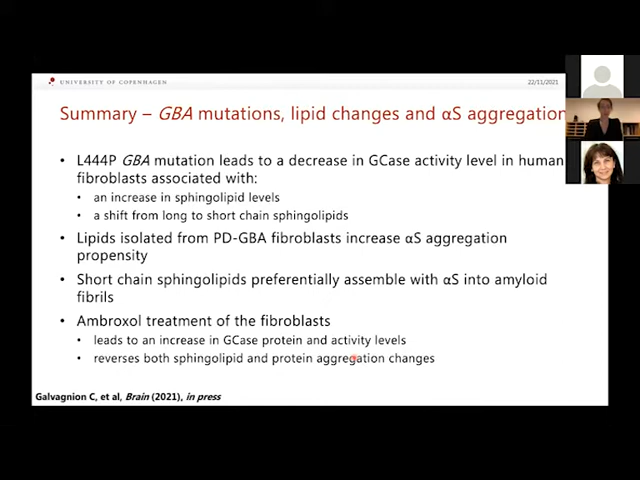 UNIVERSITY OF COPENHAGEN
22/11/2021
Summary – GBA mutations, lipid changes and αS aggregation
• L444P GBA mutation leads to a decrease in GCase activity level in human
fibroblasts associated with:
• an increase in sphingolipid levels
• a shift from long to short chain sphingolipids
• Lipids isolated from PD-GBA fibroblasts increase αS aggregation
propensity
• Short chain sphingolipids preferentially assemble with αS into amyloid
fibrils
• Ambroxol treatment of the fibroblasts
• leads to an increase in GCase protein and activity levels
• reverses both sphingolipid and protein aggregation changes
Galvagnion C, et al, Brain (2021), in press